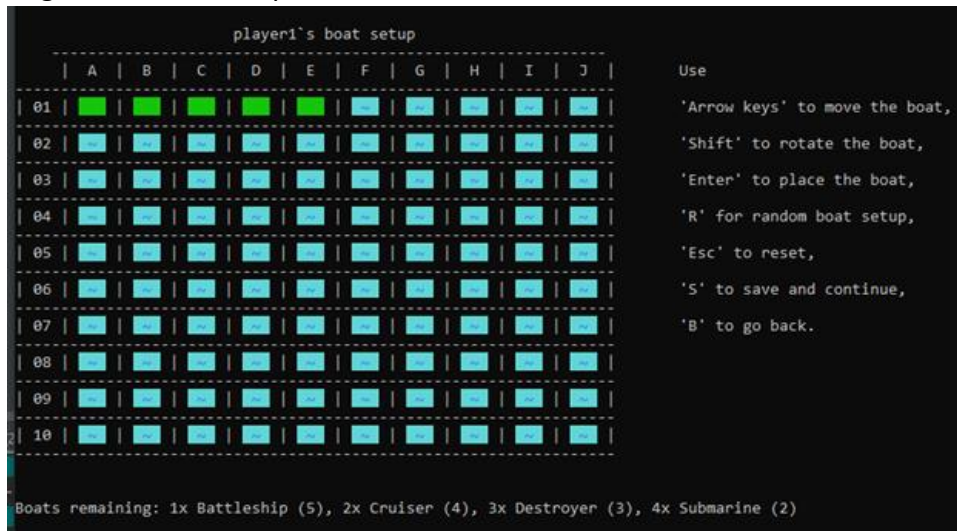 player1`s boat setup
| A | B | C | D | E | F | G | H | I | J | Use
| 01 | | | | | | ~ | ~ | ~ | ~ | ~ | 'Arrow keys' to move the boat,
| 02 | ~ | ~ | ~ | ~ | ~ | ~ | ~ | ~ | ~ | ~ | 'Shift' to rotate the boat,
| 03 | ~ | ~ | ~ | ~ | ~ | ~ | ~ | ~ | ~ | ~ | 'Enter' to place the boat,
| 04 | ~ | ~ | ~ | ~ | ~ | ~ | ~ | ~ | ~ | ~ | 'R' for random boat setup,
| 05 | ~ | ~ | ~ | ~ | ~ | ~ | ~ | ~ | ~ | ~ | 'Esc' to reset,
| 06 | ~ | ~ | ~ | ~ | ~ | ~ | ~ | ~ | ~ | ~ | 'S' to save and continue,
| 07 | ~ | ~ | ~ | ~ | ~ | ~ | ~ | ~ | ~ | ~ | 'B' to go back.
| 08 | ~ | ~ | ~ | ~ | ~ | ~ | ~ | ~ | ~ | ~ |
| 09 | ~ | ~ | ~ | ~ | ~ | ~ | ~ | ~ | ~ | ~ |
| 10 | ~ | ~ | ~ | ~ | ~ | ~ | ~ | ~ | ~ | ~ |
Boats remaining: 1x Battleship (5), 2x Cruiser (4), 3x Destroyer (3), 4x Submarine (2)